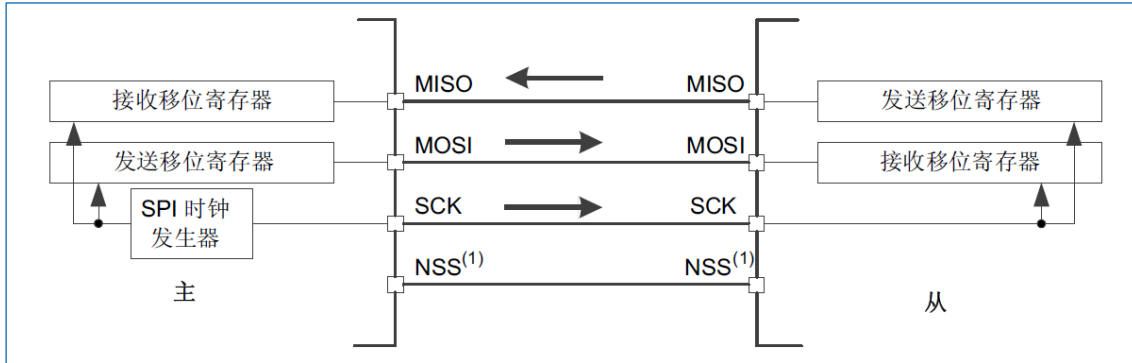 MISO MISO
接收移位寄存器 发送移位寄存器
MOSI MOSI
发送移位寄存器 接收移位寄存器
SPI 时钟
发生器
SCK SCK
NSS(1) NSS(1)
主 从